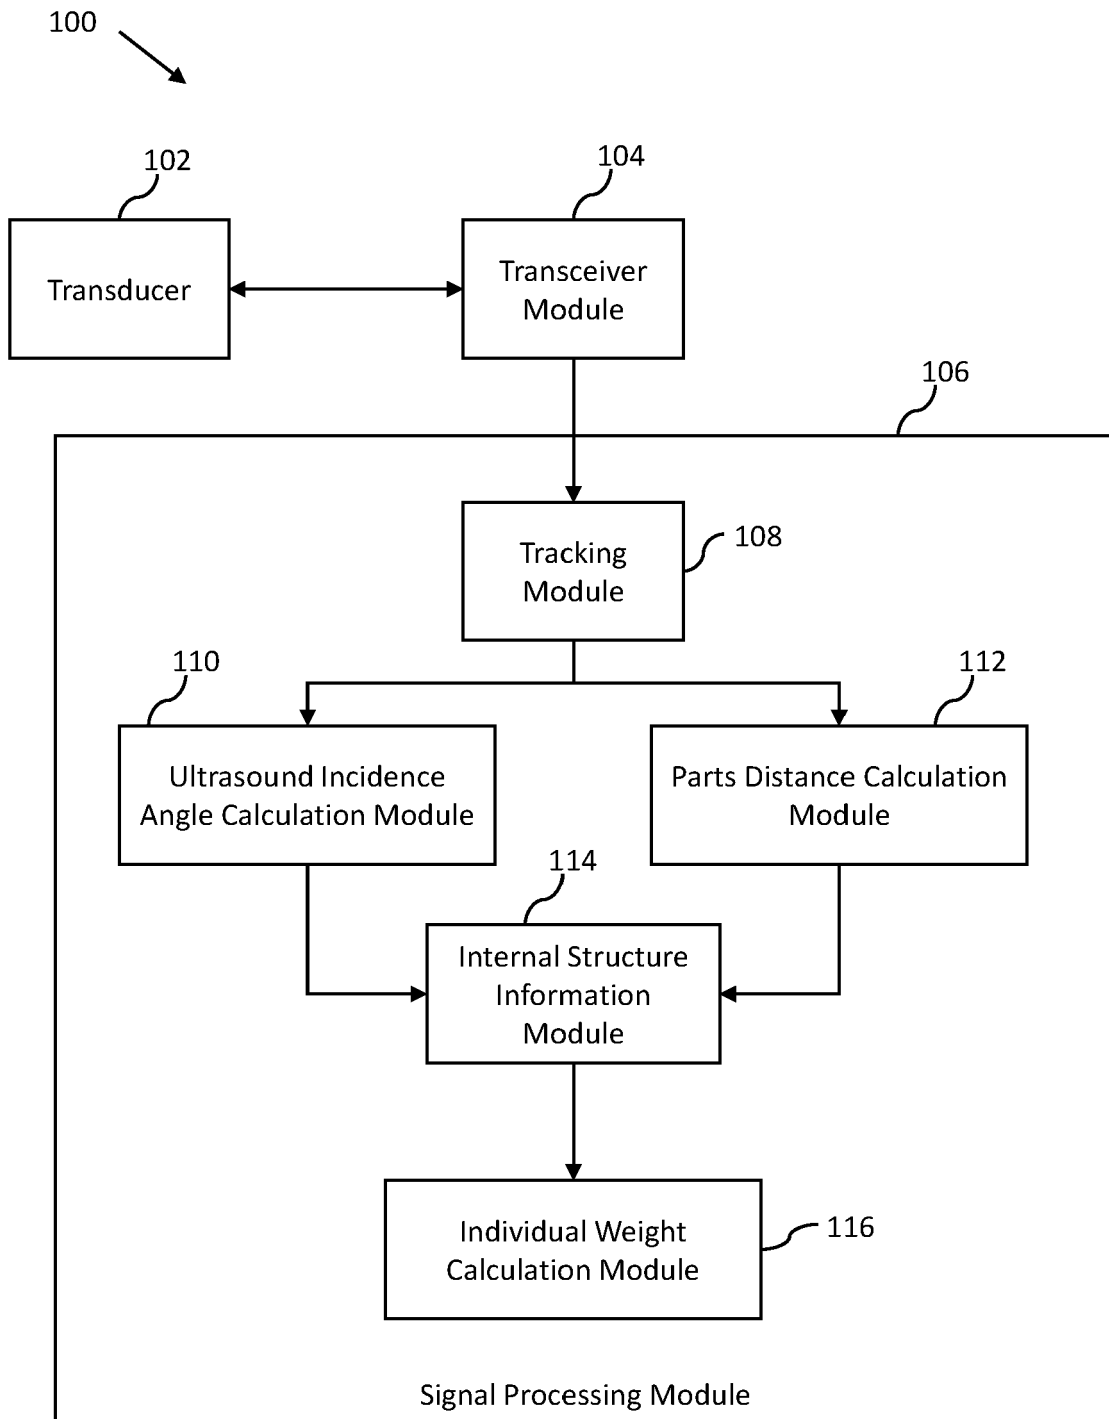 100
102
104
Transducer
Transceiver
Module
106
Tracking
Module
108
110
112
Ultrasound Incidence
Angle Calculation Module
Parts Distance Calculation
Module
114
Internal Structure
Information
Module
Individual Weight
Calculation Module
116
Signal Processing Module